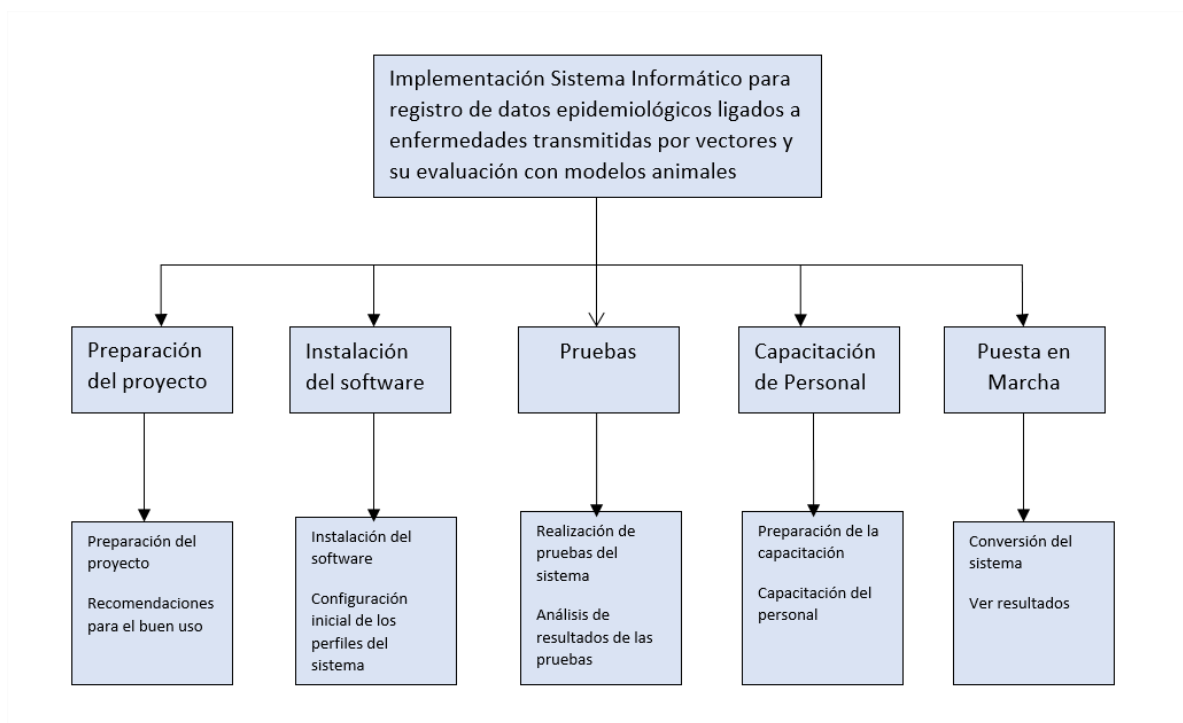 Implementación Sistema Informático para
registro de datos epidemiológicos ligados a
enfermedades transmitidas por vectores y
su evaluación con modelos animales
Preparación
del proyecto
Instalación
del software
Pruebas
Capacitación
de Personal
Puesta en
Marcha
Preparación del
proyecto
Recomendaciones
para el buen uso
Instalación del
software
Configuración
inicial de los
perfiles del
sistema
Realización de
pruebas del
sistema
Análisis de
resultados de las
pruebas
Preparación de la
capacitación
Capacitación del
personal
Conversión del
sistema
Ver resultados